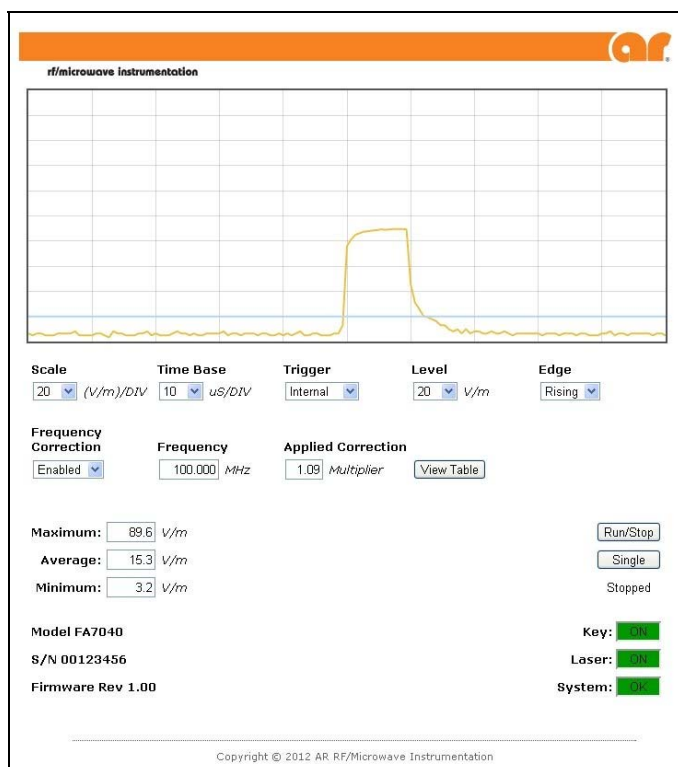 ar
rf/microwave instrumentation
Scale Time Base Trigger Level Edge
20 (V/m)/DIV 10 uS/DIV Internal 20 V/m Rising
Frequency
Correction Frequency Applied Correction
Enabled 100.000 MHz 1.09 Multiplier View Table
Maximum: 89.6 V/m Run/Stop
Average: 15.3 V/m Single
Minimum: 3.2 V/m Stopped
Model FA7040 Key: ON
S/N 00123456 Laser: ON
Firmware Rev 1.00 System: OK
Copyright © 2012 AR RF/Microwave Instrumentation